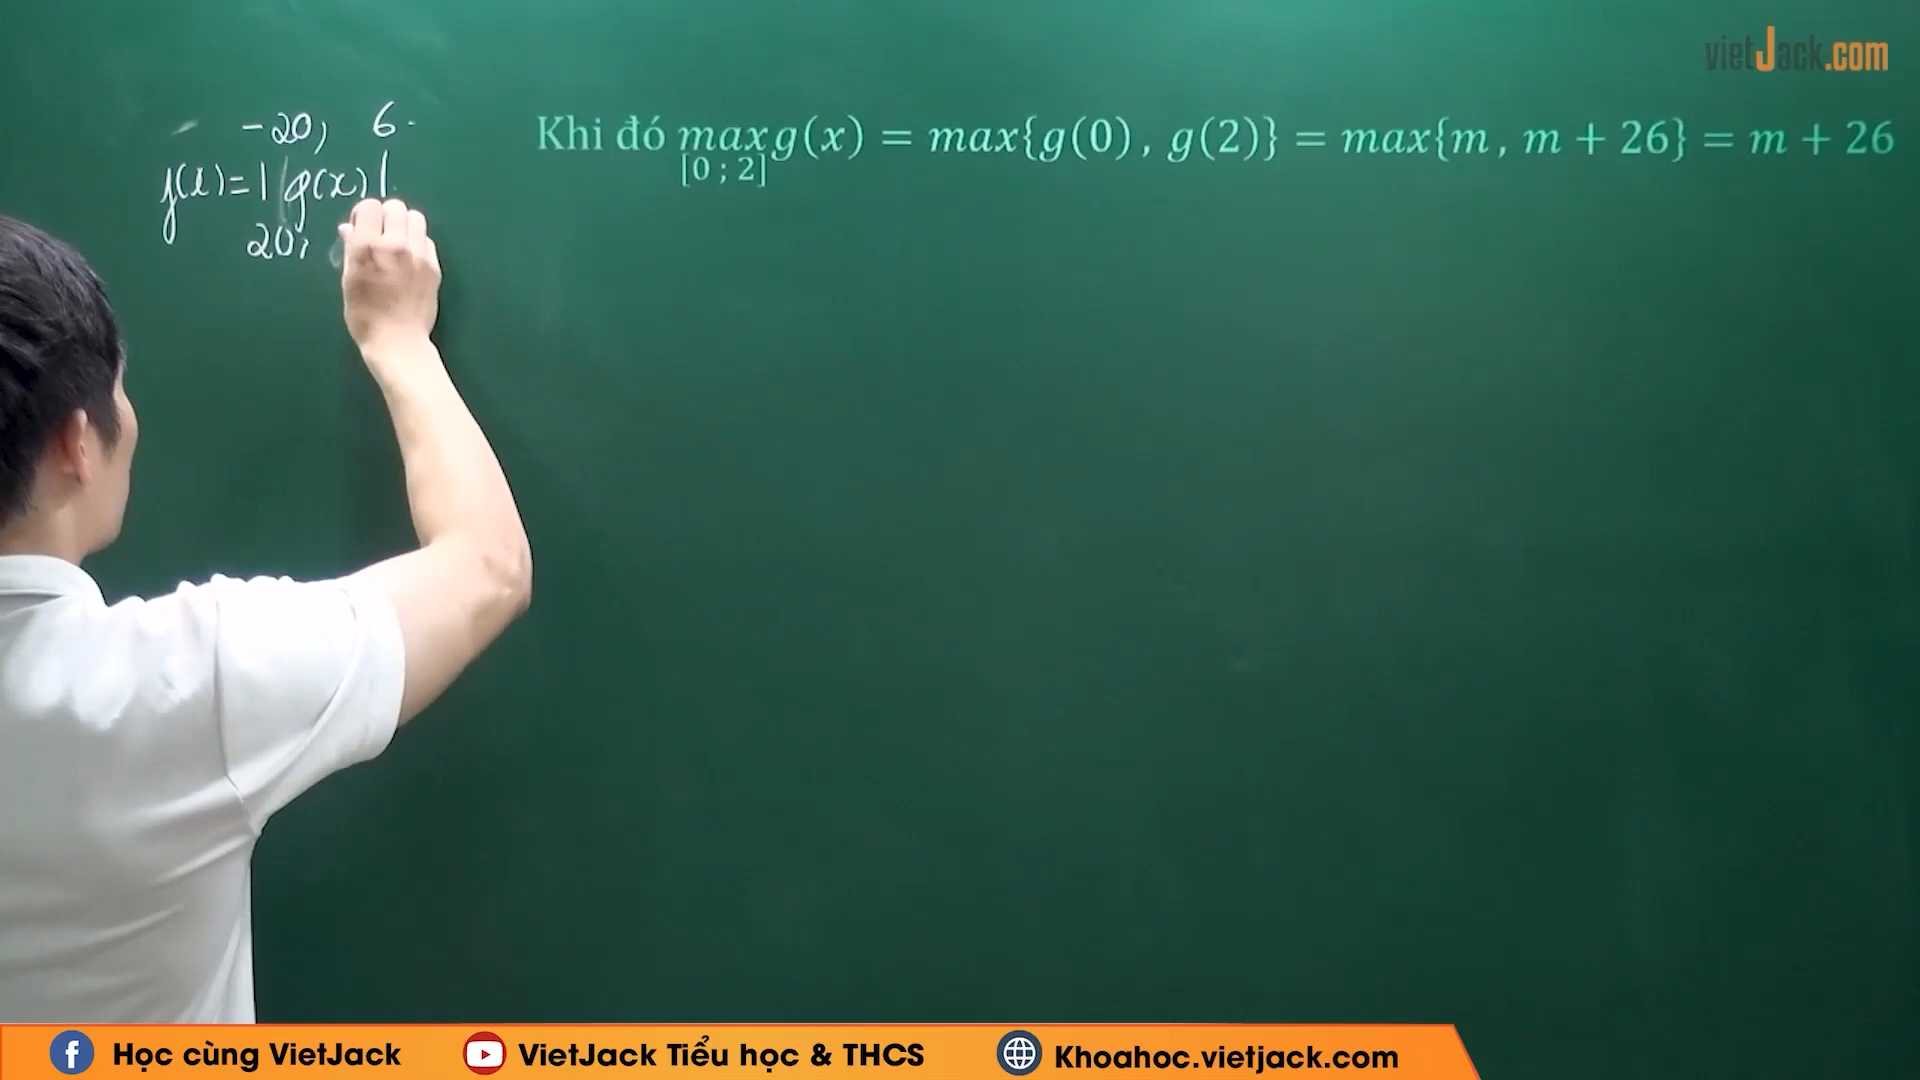 vietJack.com
-20, 6
f(x) = |g(x)|
20,
Khi đó max g(x) = max{g(0) , g(2)} = max{m , m + 26} = m + 26
[0 ; 2]
Học cùng VietJack
VietJack Tiểu học & THCS
Khoahoc.vietjack.com